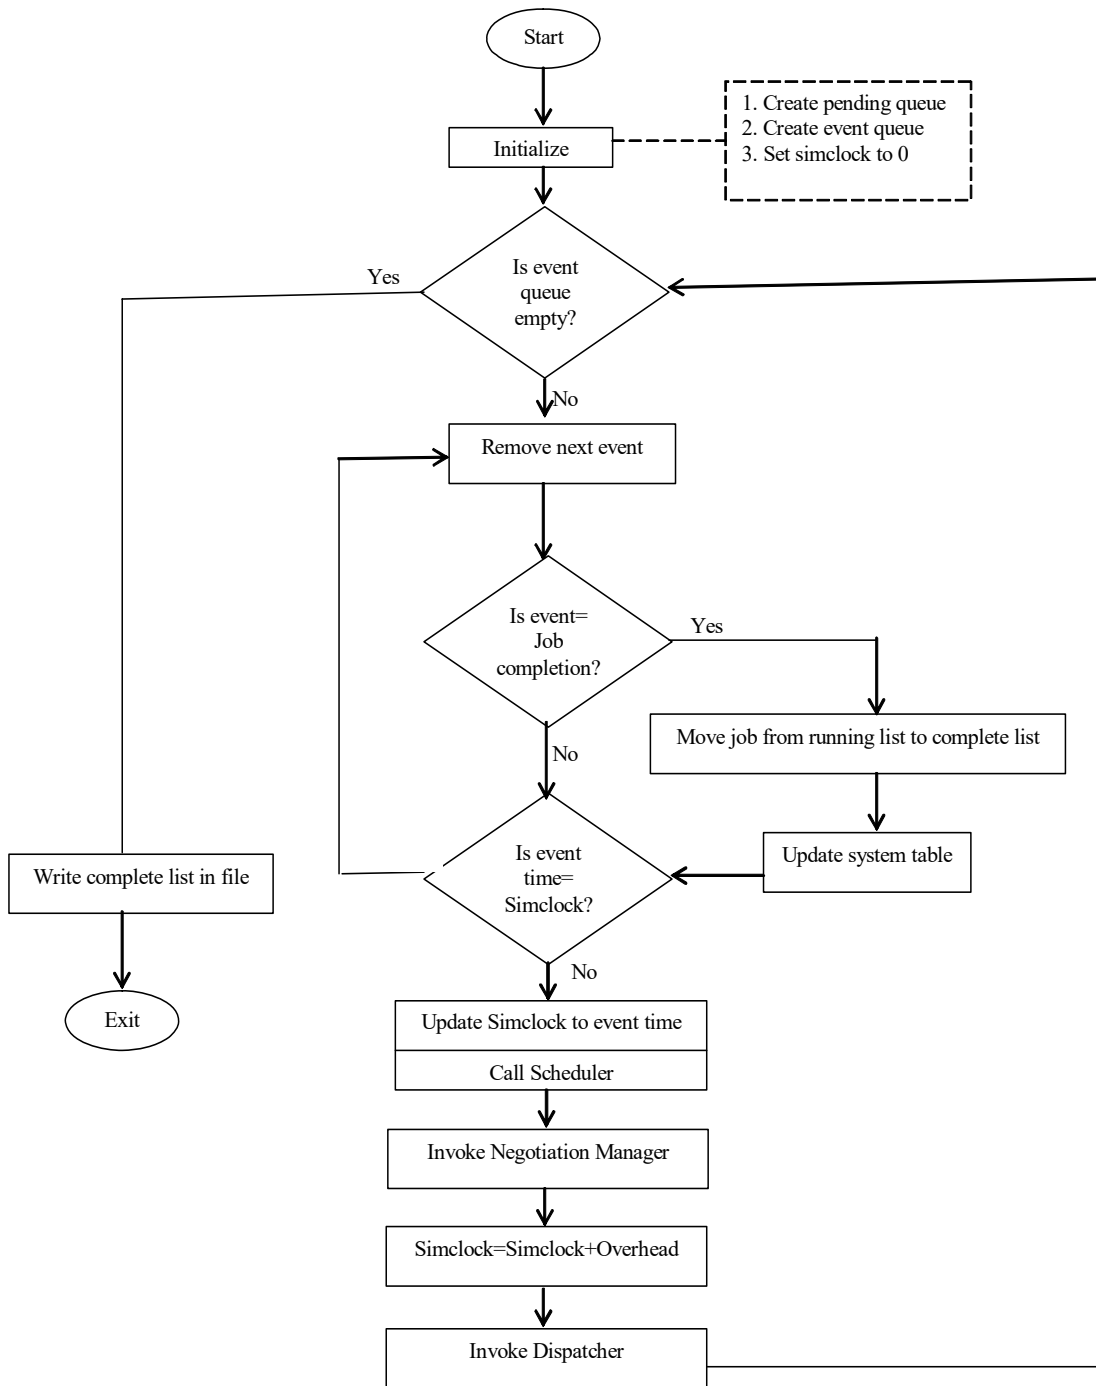 Start
1. Create pending queue
2. Create event queue
3. Set simclock to 0
Initialize
Is event
queue
empty?
Yes
No
Remove next event
Is event=
Job
completion?
Yes
No
Move job from running list to complete list
Update system table
Is event
time=
Simclock?
Write complete list in file
No
Exit
Update Simclock to event time
Call Scheduler
Invoke Negotiation Manager
Simclock=Simclock+Overhead
Invoke Dispatcher